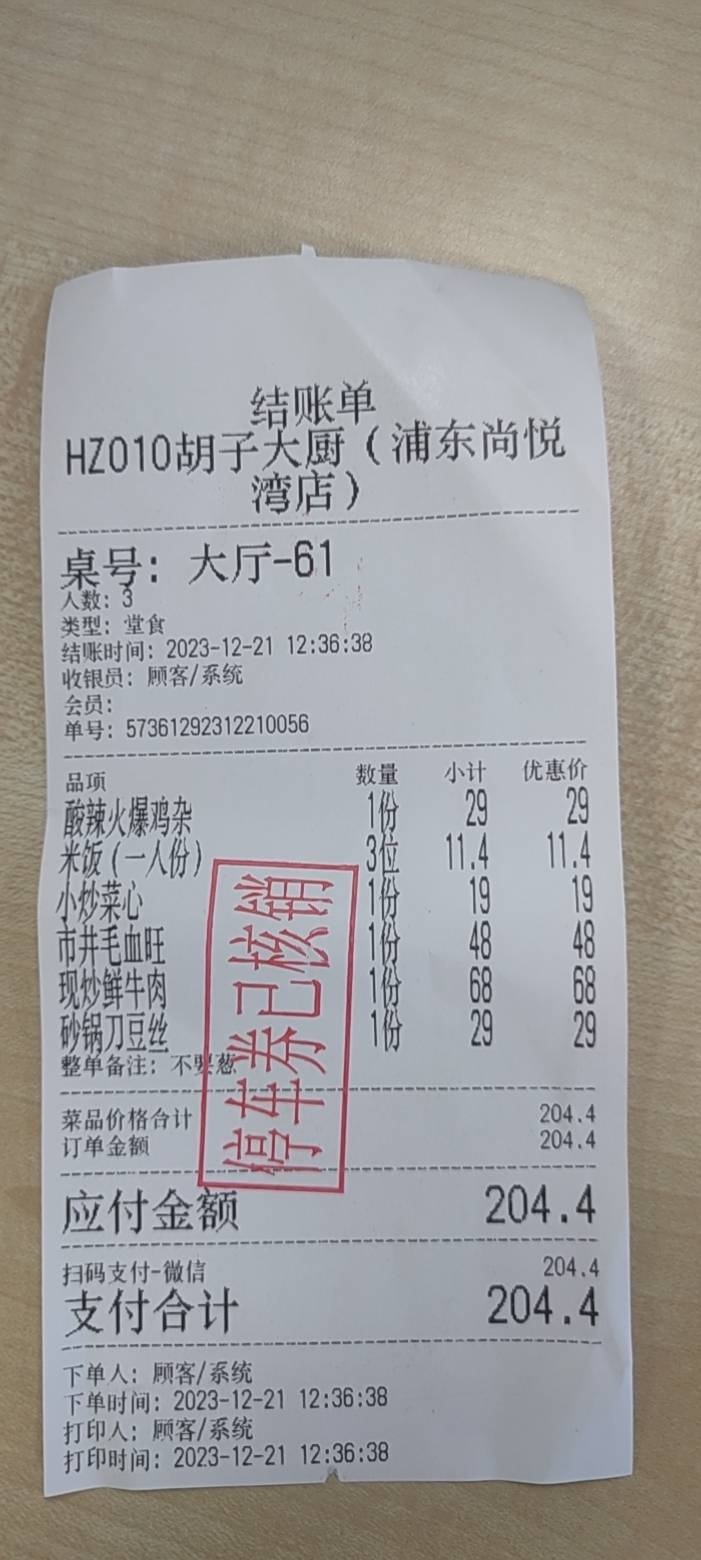 结账单
HZ010胡子大厨（浦东尚悦
湾店）
桌号：大厅-61
人数：3
类型：堂食
结账时间：2023-12-21 12:36:38
收银员：顾客/系统
会员：
单号：57361292312210056
品项 数量 小计 优惠价
酸辣火爆鸡杂 1份 29 29
米饭（一人份） 3位 11.4 11.4
小炒菜心 1份 19 19
市井毛血旺 1份 48 48
现炒鲜牛肉 1份 68 68
砂锅刀豆丝 1份 29 29
整单备注：不要葱
停车券已核销
菜品价格合计 204.4
订单金额 204.4
应付金额 204.4
扫码支付-微信 204.4
支付合计 204.4
下单人：顾客/系统
下单时间：2023-12-21 12:36:38
打印人：顾客/系统
打印时间：2023-12-21 12:36:38